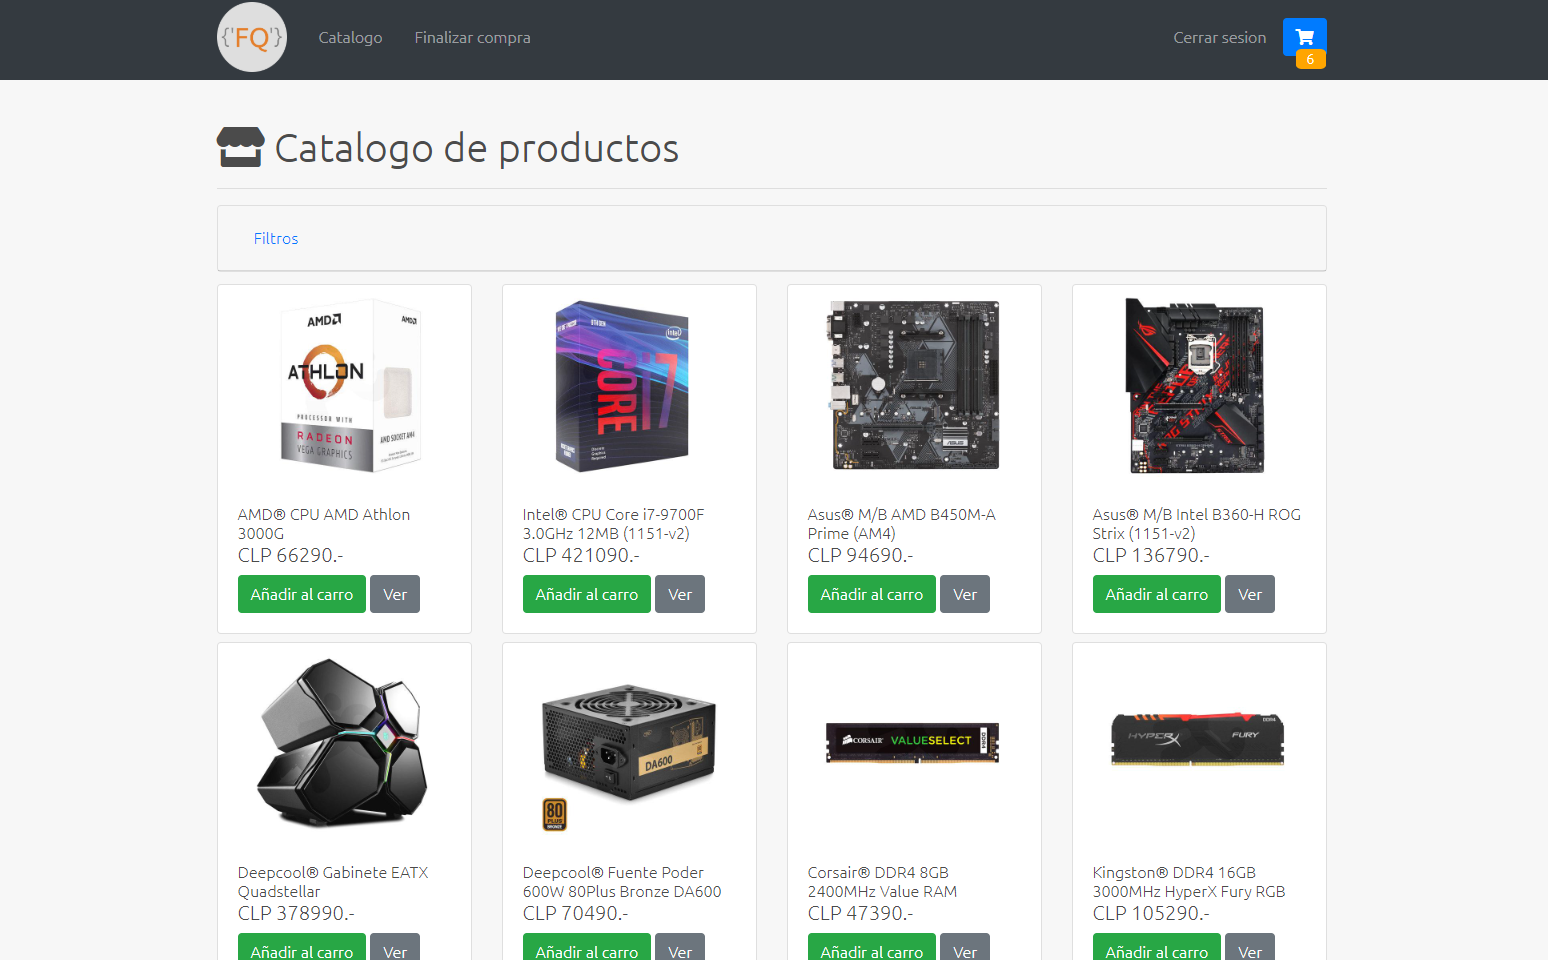 {'FQ'}
Catalogo
Finalizar compra
Cerrar sesion
6
Catalogo de productos
Filtros
AMD
AMD
ATHLON
PROCESSOR WITH
RADEON
VEGA GRAPHICS
AMD SOCKET AM4
intel
CORE i7
ASUS
DA600
80
PLUS
BRONZE
CORSAIR
VALUESELECT
DDR4
HYPERX
FURY
DDR4
AMD® CPU AMD Athlon
3000G
CLP 66290.-
Añadir al carro
Ver
Intel® CPU Core i7-9700F
3.0GHz 12MB (1151-v2)
CLP 421090.-
Añadir al carro
Ver
Asus® M/B AMD B450M-A
Prime (AM4)
CLP 94690.-
Añadir al carro
Ver
Asus® M/B Intel B360-H ROG
Strix (1151-v2)
CLP 136790.-
Añadir al carro
Ver
Deepcool® Gabinete EATX
Quadstellar
CLP 378990.-
Añadir al carro
Ver
Deepcool® Fuente Poder
600W 80Plus Bronze DA600
CLP 70490.-
Añadir al carro
Ver
Corsair® DDR4 8GB
2400MHz Value RAM
CLP 47390.-
Añadir al carro
Ver
Kingston® DDR4 16GB
3000MHz HyperX Fury RGB
CLP 105290.-
Añadir al carro
Ver